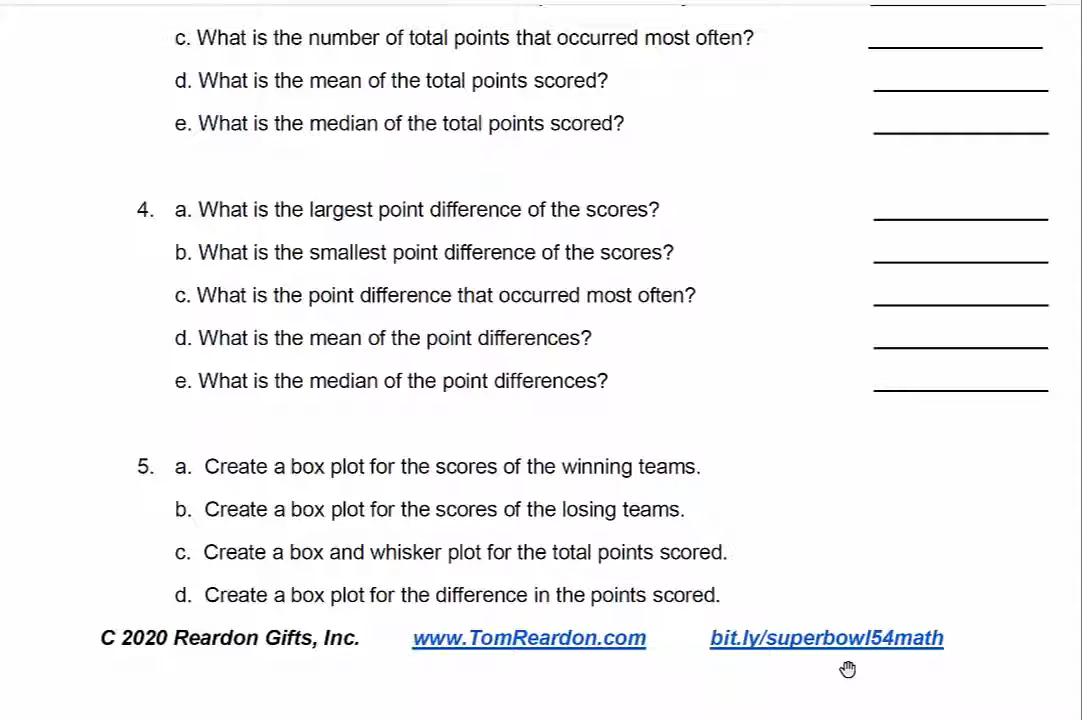 c. What is the number of total points that occurred most often?
d. What is the mean of the total points scored?
e. What is the median of the total points scored?
4. a. What is the largest point difference of the scores?
b. What is the smallest point difference of the scores?
c. What is the point difference that occurred most often?
d. What is the mean of the point differences?
e. What is the median of the point differences?
5. a. Create a box plot for the scores of the winning teams.
b. Create a box plot for the scores of the losing teams.
c. Create a box and whisker plot for the total points scored.
d. Create a box plot for the difference in the points scored.
C 2020 Reardon Gifts, Inc. www.TomReardon.com bit.ly/superbowl54math